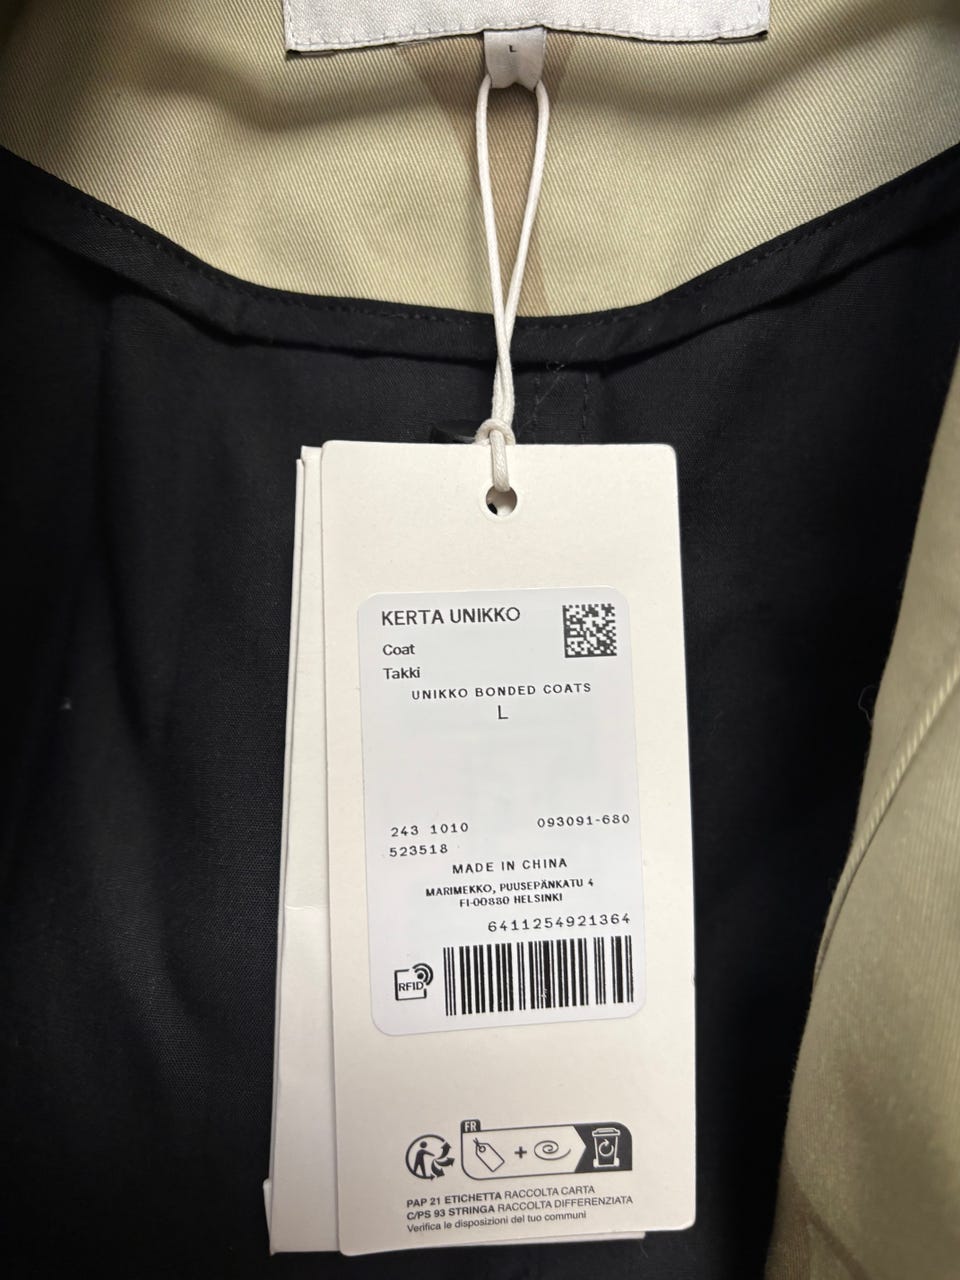 L
KERTA UNIKKO
Coat
Takki
UNIKKO BONDED COATS
L
243 1010 093091-680
523518
MADE IN CHINA
MARIMEKKO, PUUSEPÄNKATU 4
FI-00880 HELSINKI
6411254921364
RFID
FR
PAP 21 ETICHETTA RACCOLTA CARTA
C/PS 93 STRINGA RACCOLTA DIFFERENZIATA
Verifica le disposizioni del tuo communi